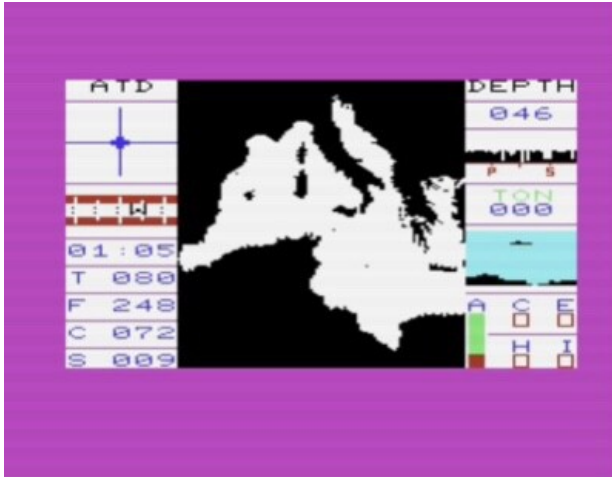 ATD
: : : W :
01:05
T 080
F 248
C 072
S 009
DEPTH
046
P S
TON
000
A C E
H I